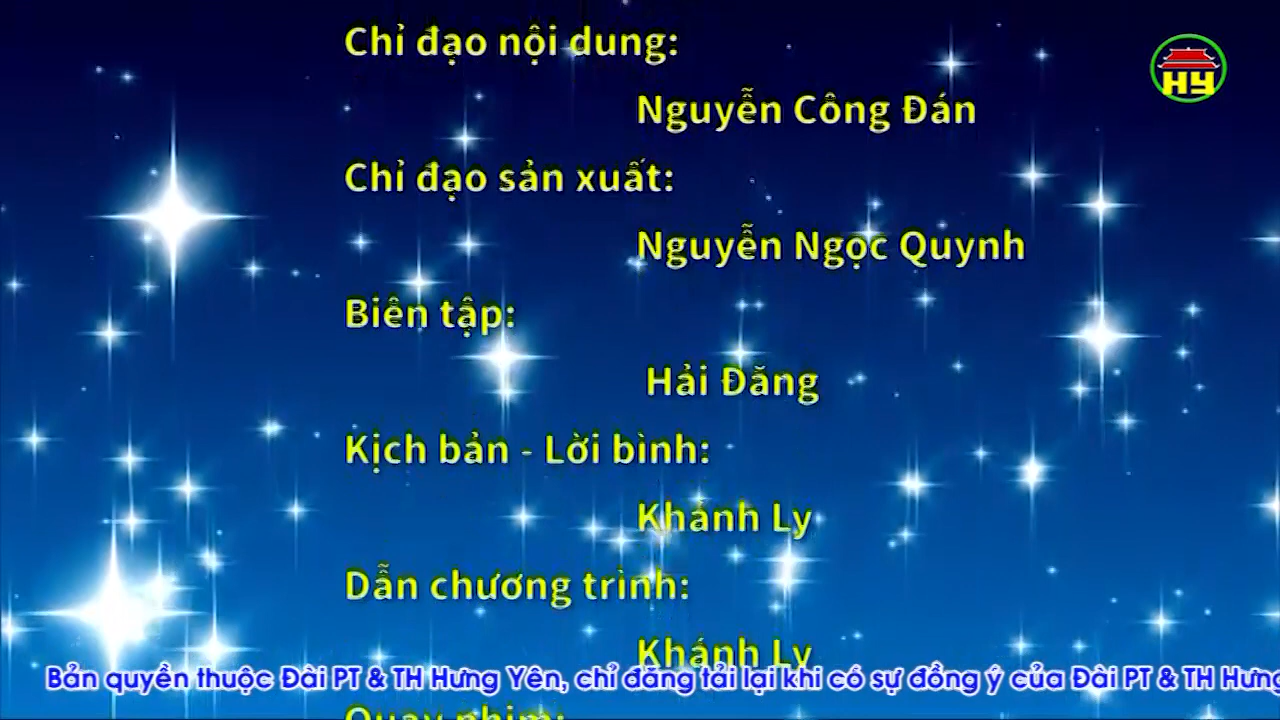 Chỉ đạo nội dung:
HY
Nguyễn Công Đán
Chỉ đạo sản xuất:
Nguyễn Ngọc Quynh
Biên tập:
Hải Đăng
Kịch bản - Lời bình:
Khánh Ly
Dẫn chương trình:
Khánh Ly
Bản quyền thuộc Đài PT & TH Hưng Yên, chỉ đăng tải lại khi có sự đồng ý của Đài PT & TH Hưng
Quay phim: